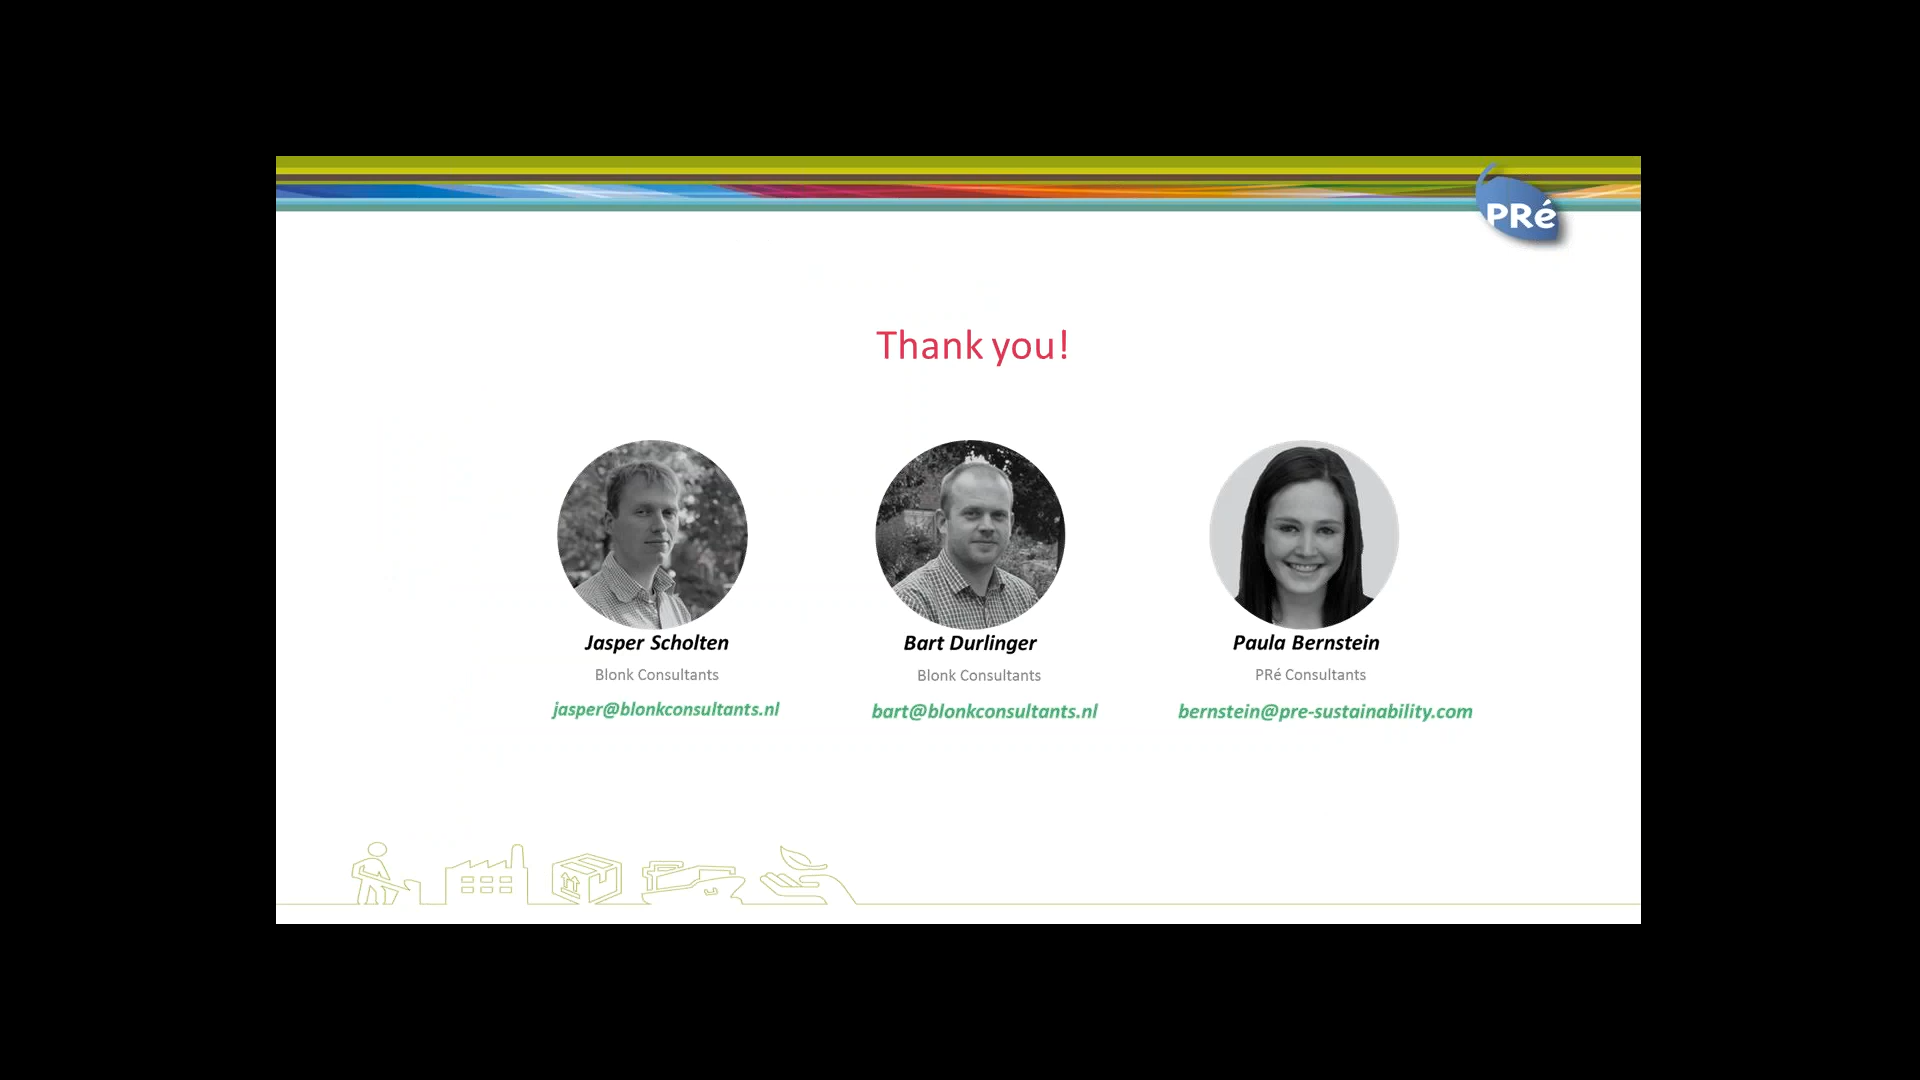 PRé
Thank you!
Jasper Scholten
Blonk Consultants
jasper@blonkconsultants.nl
Bart Durlinger
Blonk Consultants
bart@blonkconsultants.nl
Paula Bernstein
PRé Consultants
bernstein@pre-sustainability.com